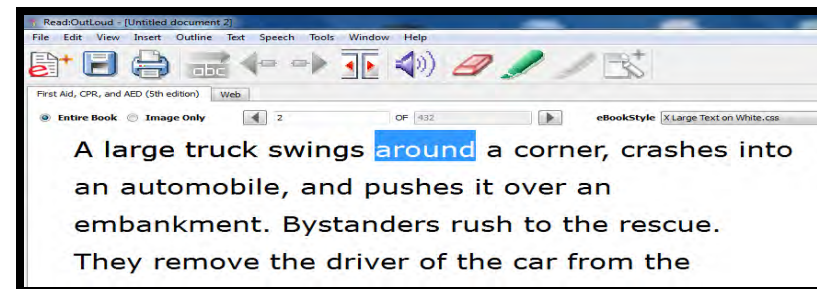 Read:OutLoud - [Untitled document 2]
File Edit View Insert Outline Text Speech Tools Window Help
First Aid, CPR, and AED (5th edition) Web
Entire Book Image Only 2 OF 432 eBookStyle X Large Text on White.css
A large truck swings around a corner, crashes into
an automobile, and pushes it over an
embankment. Bystanders rush to the rescue.
They remove the driver of the car from the